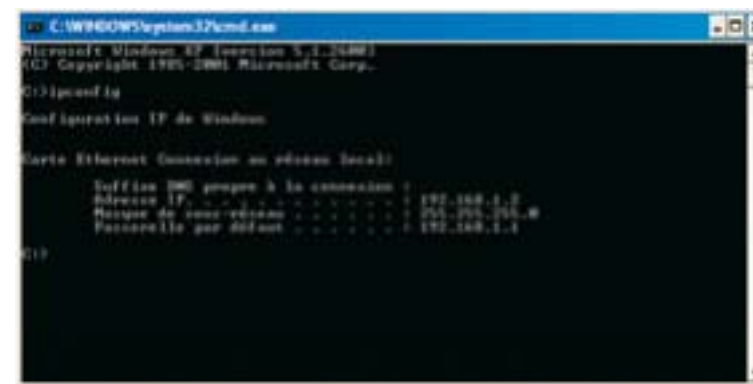 C:\WINDOWS\system32\cmd.exe
Microsoft Windows XP [version 5.1.2600]
(C) Copyright 1985-2001 Microsoft Corp.
C:\>ipconfig
Configuration IP de Windows
Carte Ethernet Connexion au réseau local:
Suffixe DNS propre à la connexion :
Adresse IP. . . . . . . . . . . . : 192.168.1.2
Masque de sous-réseau . . . . . . : 255.255.255.0
Passerelle par défaut . . . . . . : 192.168.1.1
C:\>